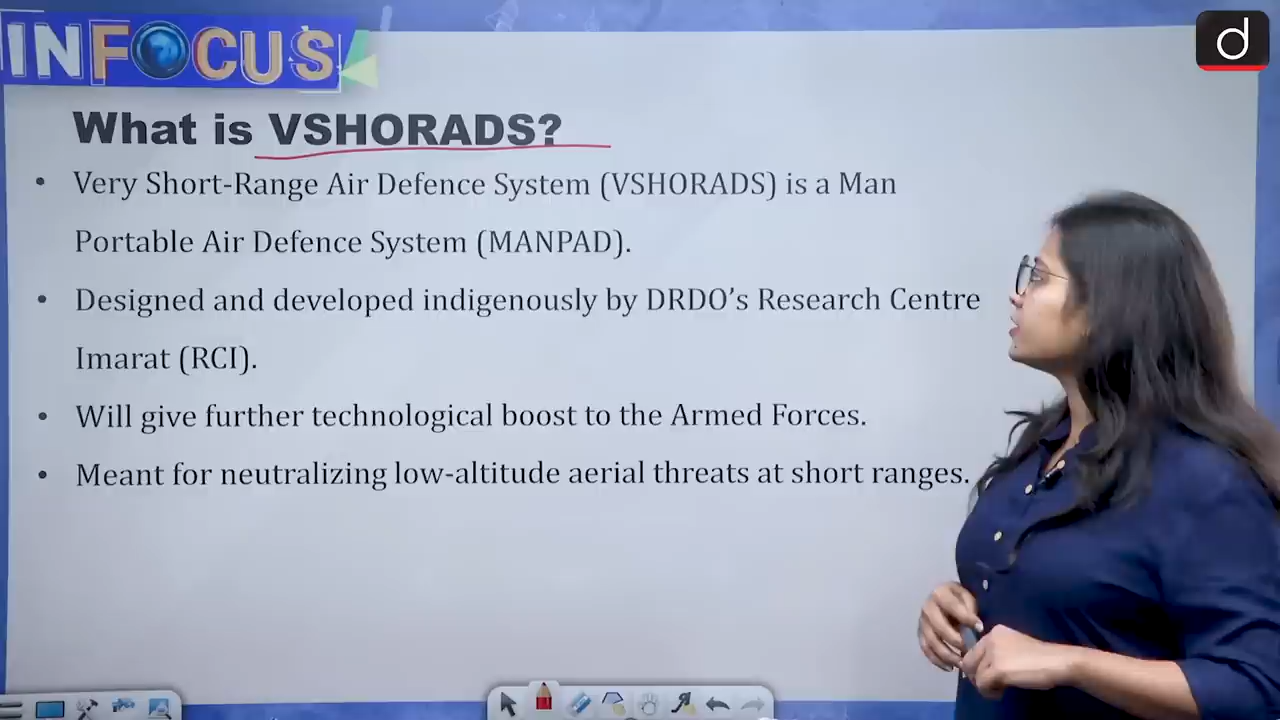 INFOCUS
d
What is VSHORADS?
• Very Short-Range Air Defence System (VSHORADS) is a Man
Portable Air Defence System (MANPAD).
• Designed and developed indigenously by DRDO’s Research Centre
Imarat (RCI).
• Will give further technological boost to the Armed Forces.
• Meant for neutralizing low-altitude aerial threats at short ranges.